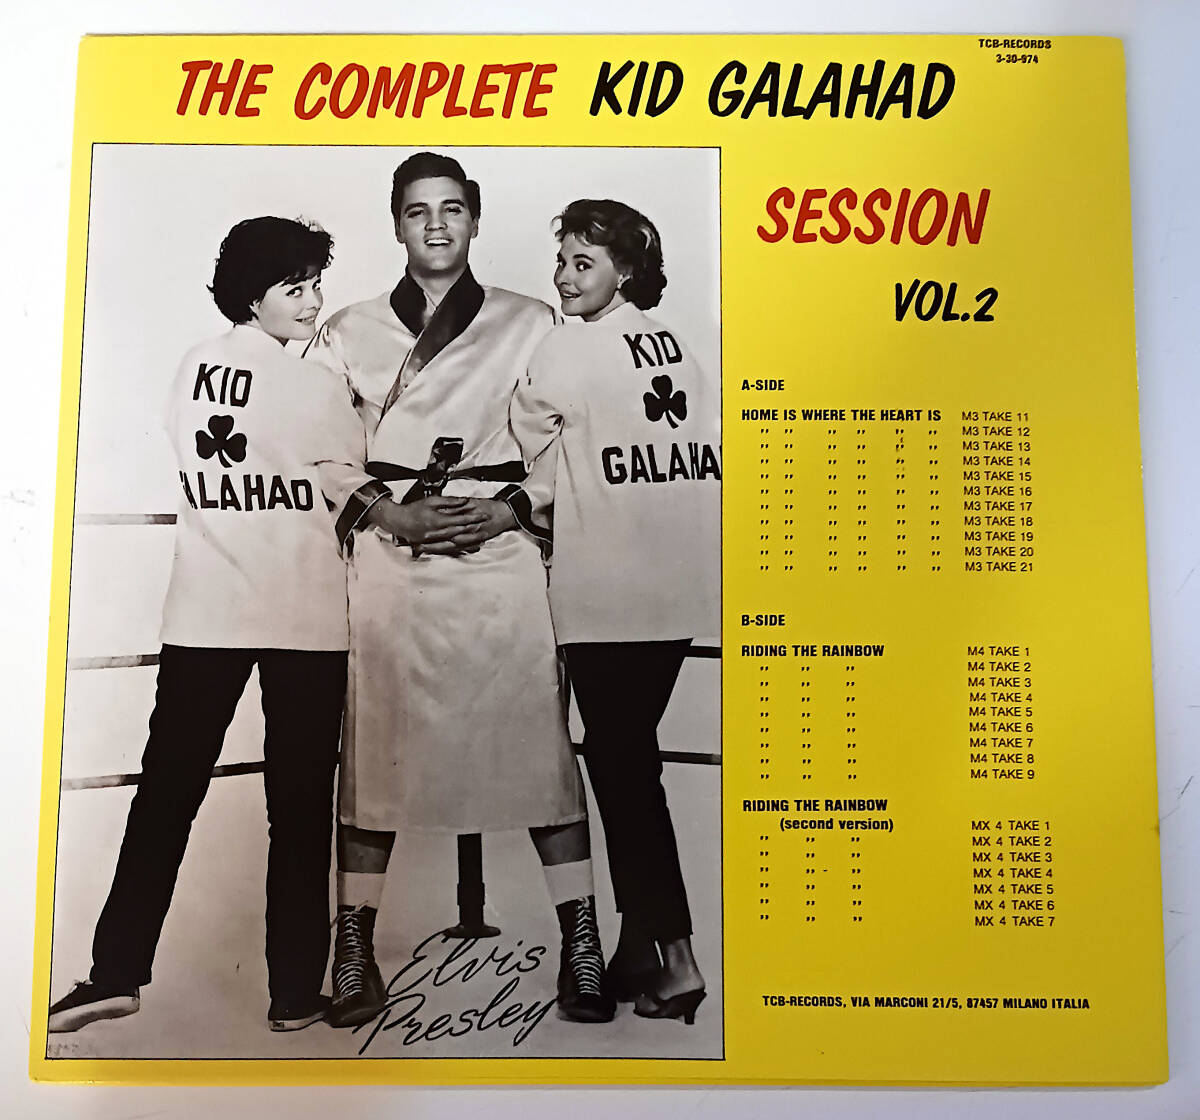 TCB-RECORDS
3-30-974
THE COMPLETE KID GALAHAD
SESSION
VOL.2
KID
ALAHAD
KID
GALAHA
Elvis
Presley
A-SIDE
HOME IS WHERE THE HEART IS M3 TAKE 11
" " " " " " M3 TAKE 12
" " " " " " M3 TAKE 13
" " " " " " M3 TAKE 14
" " " " " " M3 TAKE 15
" " " " " " M3 TAKE 16
" " " " " " M3 TAKE 17
" " " " " " M3 TAKE 18
" " " " " " M3 TAKE 19
" " " " " " M3 TAKE 20
" " " " " " M3 TAKE 21
B-SIDE
RIDING THE RAINBOW M4 TAKE 1
" " " M4 TAKE 2
" " " M4 TAKE 3
" " " M4 TAKE 4
" " " M4 TAKE 5
" " " M4 TAKE 6
" " " M4 TAKE 7
" " " M4 TAKE 8
" " " M4 TAKE 9
RIDING THE RAINBOW
(second version) MX 4 TAKE 1
" " " MX 4 TAKE 2
" " " MX 4 TAKE 3
" " " MX 4 TAKE 4
" " " MX 4 TAKE 5
" " " MX 4 TAKE 6
" " " MX 4 TAKE 7
TCB-RECORDS, VIA MARCONI 21/5, 87457 MILANO ITALIA